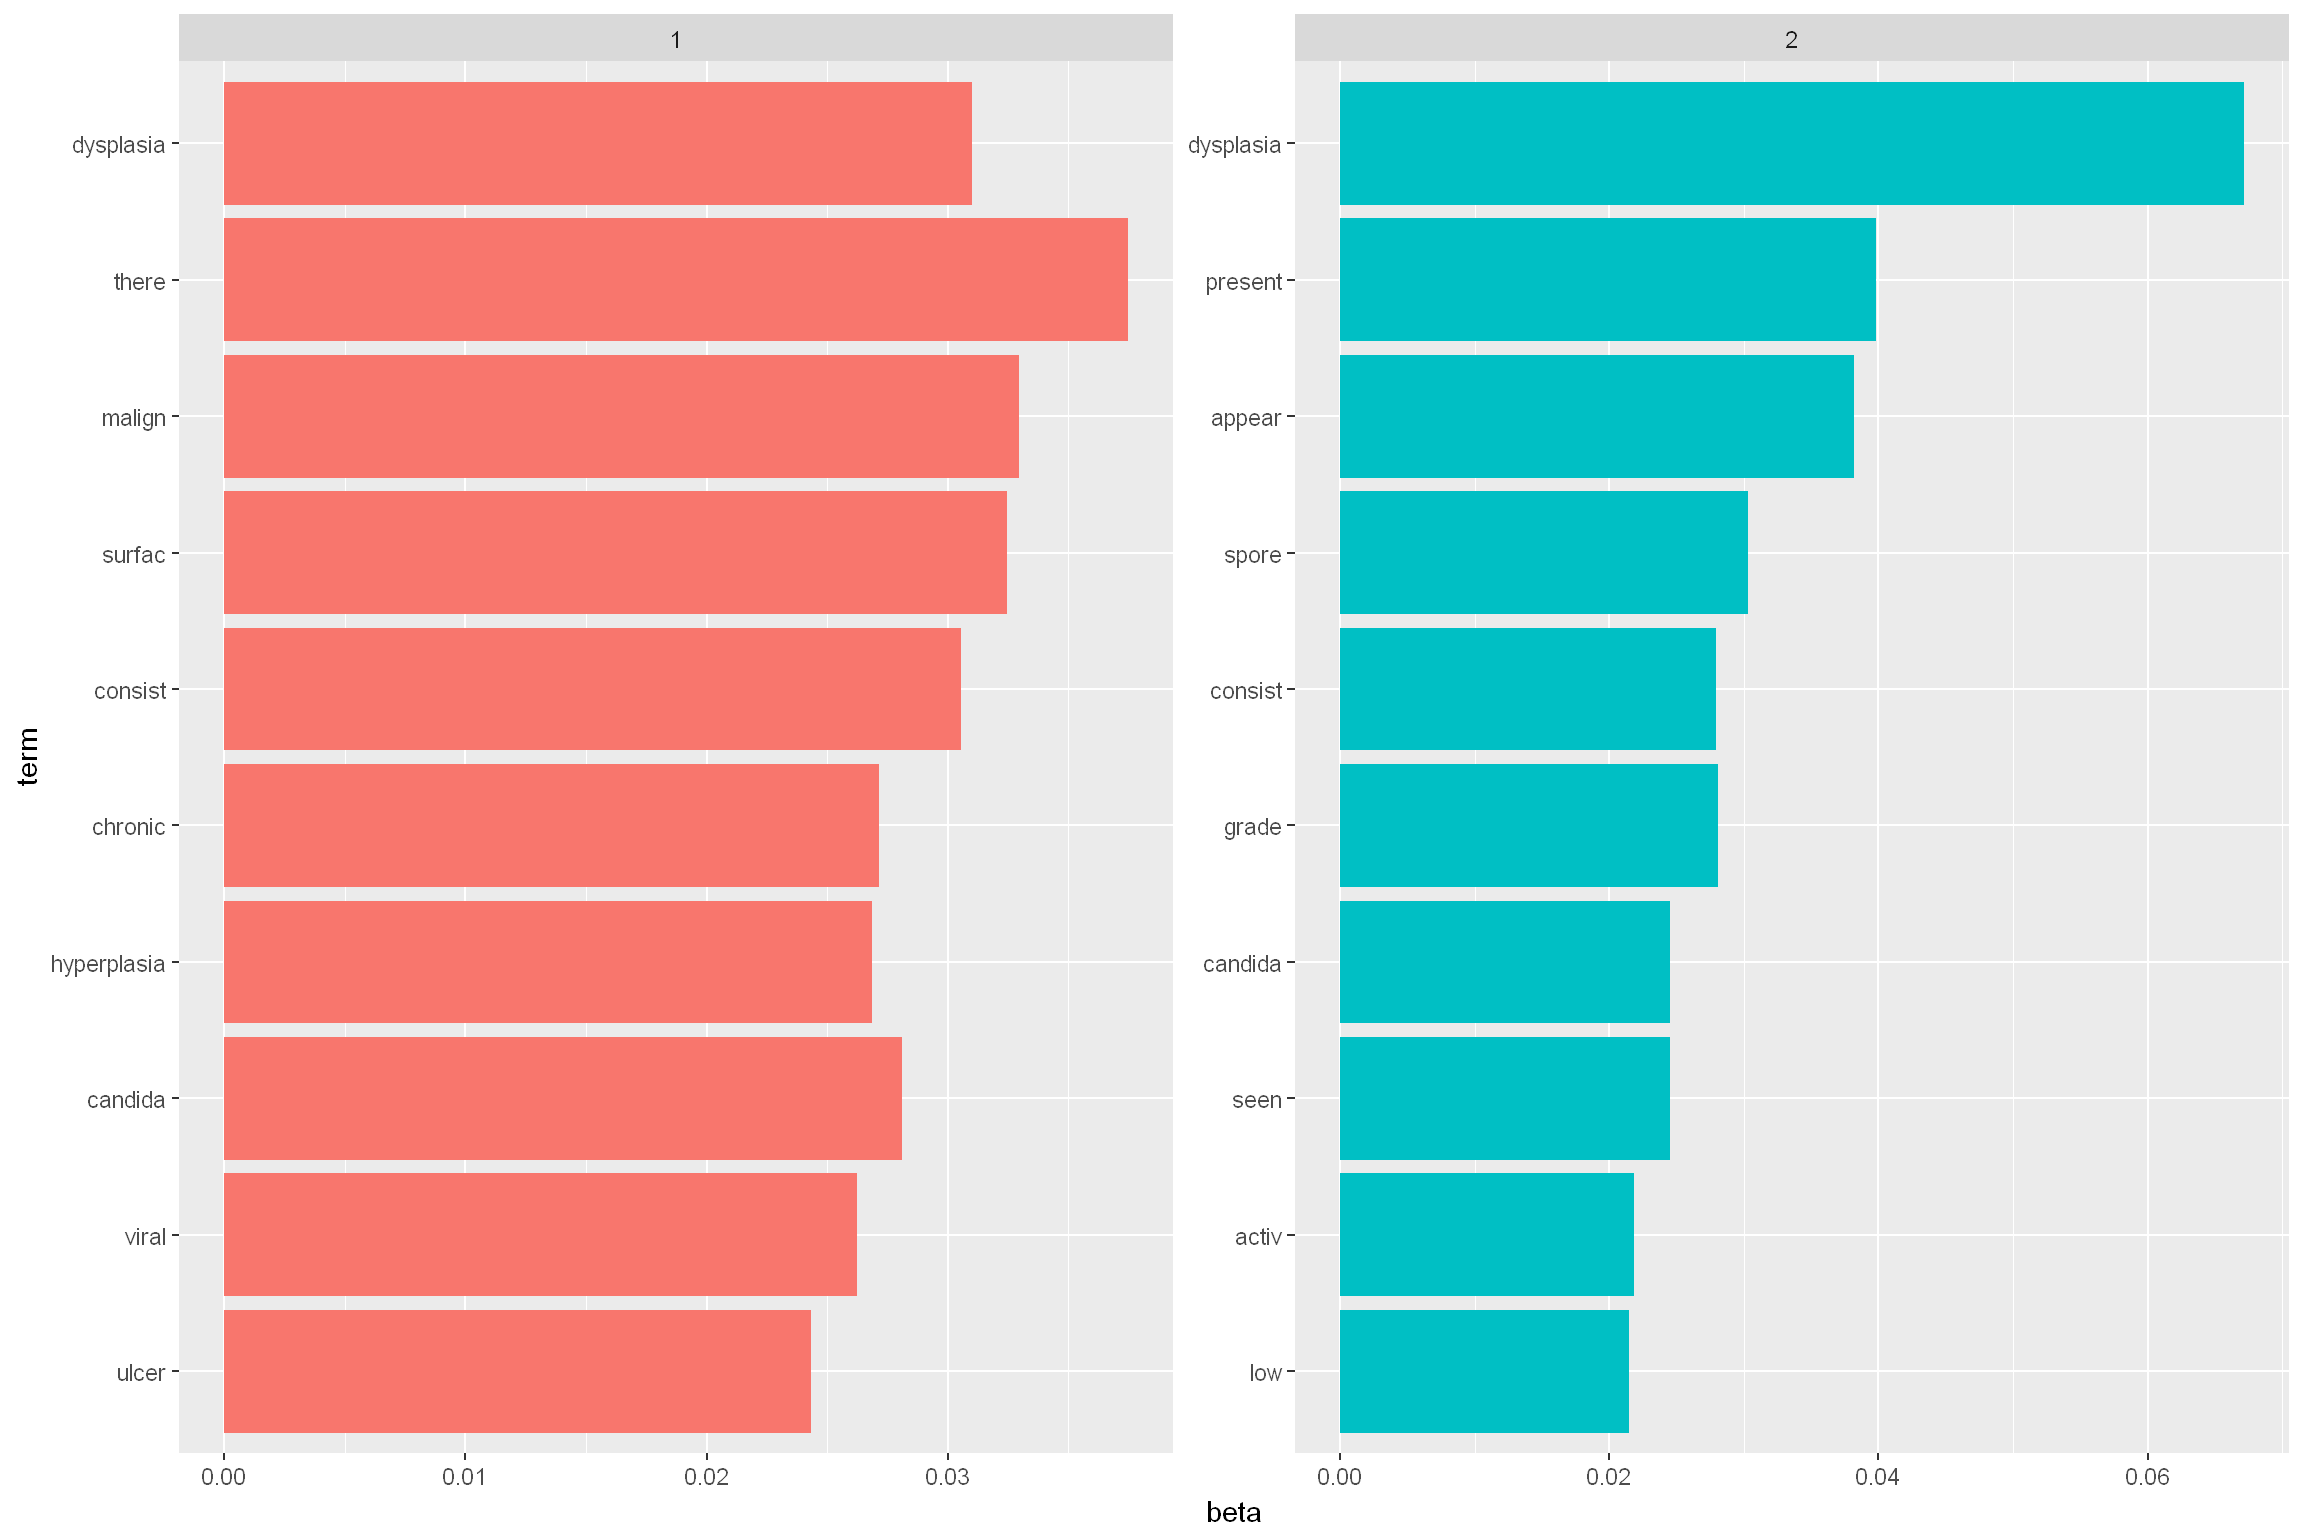 1
2
dysplasia
there
malign
surfac
consist
chronic
hyperplasia
candida
viral
ulcer
dysplasia
present
appear
spore
consist
grade
candida
seen
activ
low
term
0.00 0.01 0.02 0.03
0.00 0.02 0.04 0.06
beta